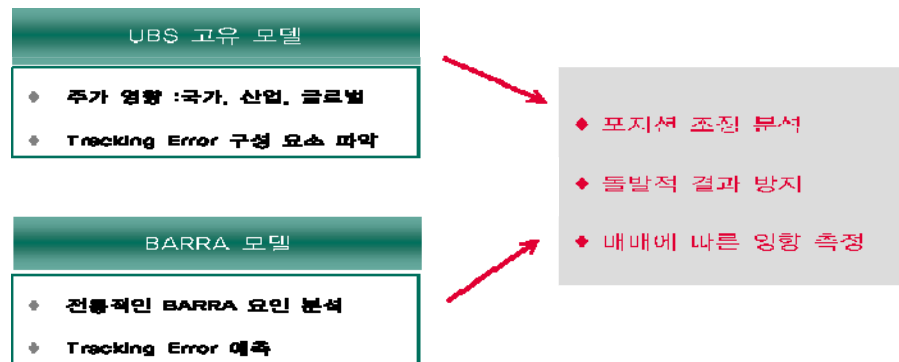 UBS 고유 모델
◆ 주가 영향 :국가, 산업, 글로벌
◆ Tracking Error 구성 요소 파악
BARRA 모델
◆ 전통적인 BARRA 요인 분석
◆ Tracking Error 예측
◆ 포지션 조정 분석
◆ 돌발적 결과 방지
◆ 매매에 따른 영향 측정